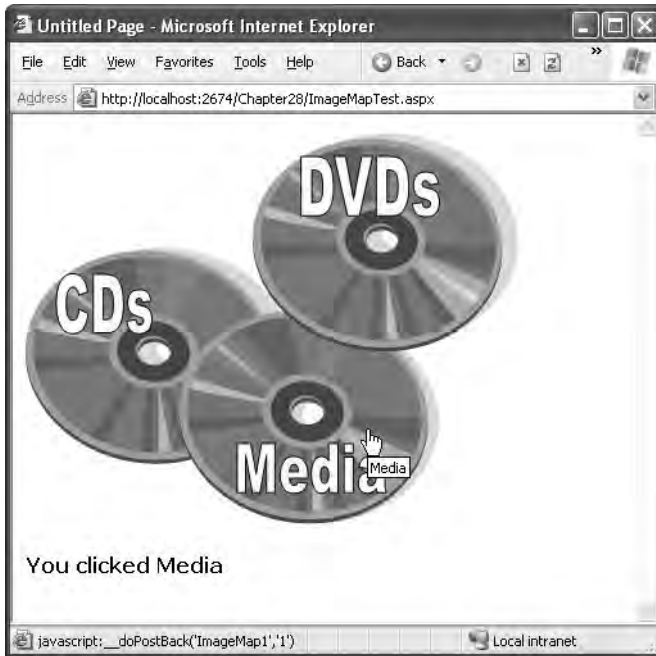 Untitled Page - Microsoft Internet Explorer
File Edit View Favorites Tools Help Back »
Address http://localhost:2674/Chapter28/ImageMapTest.aspx
DVDs
CDs
Media
Media
You clicked Media
javascript:__doPostBack('ImageMap1','1') Local intranet